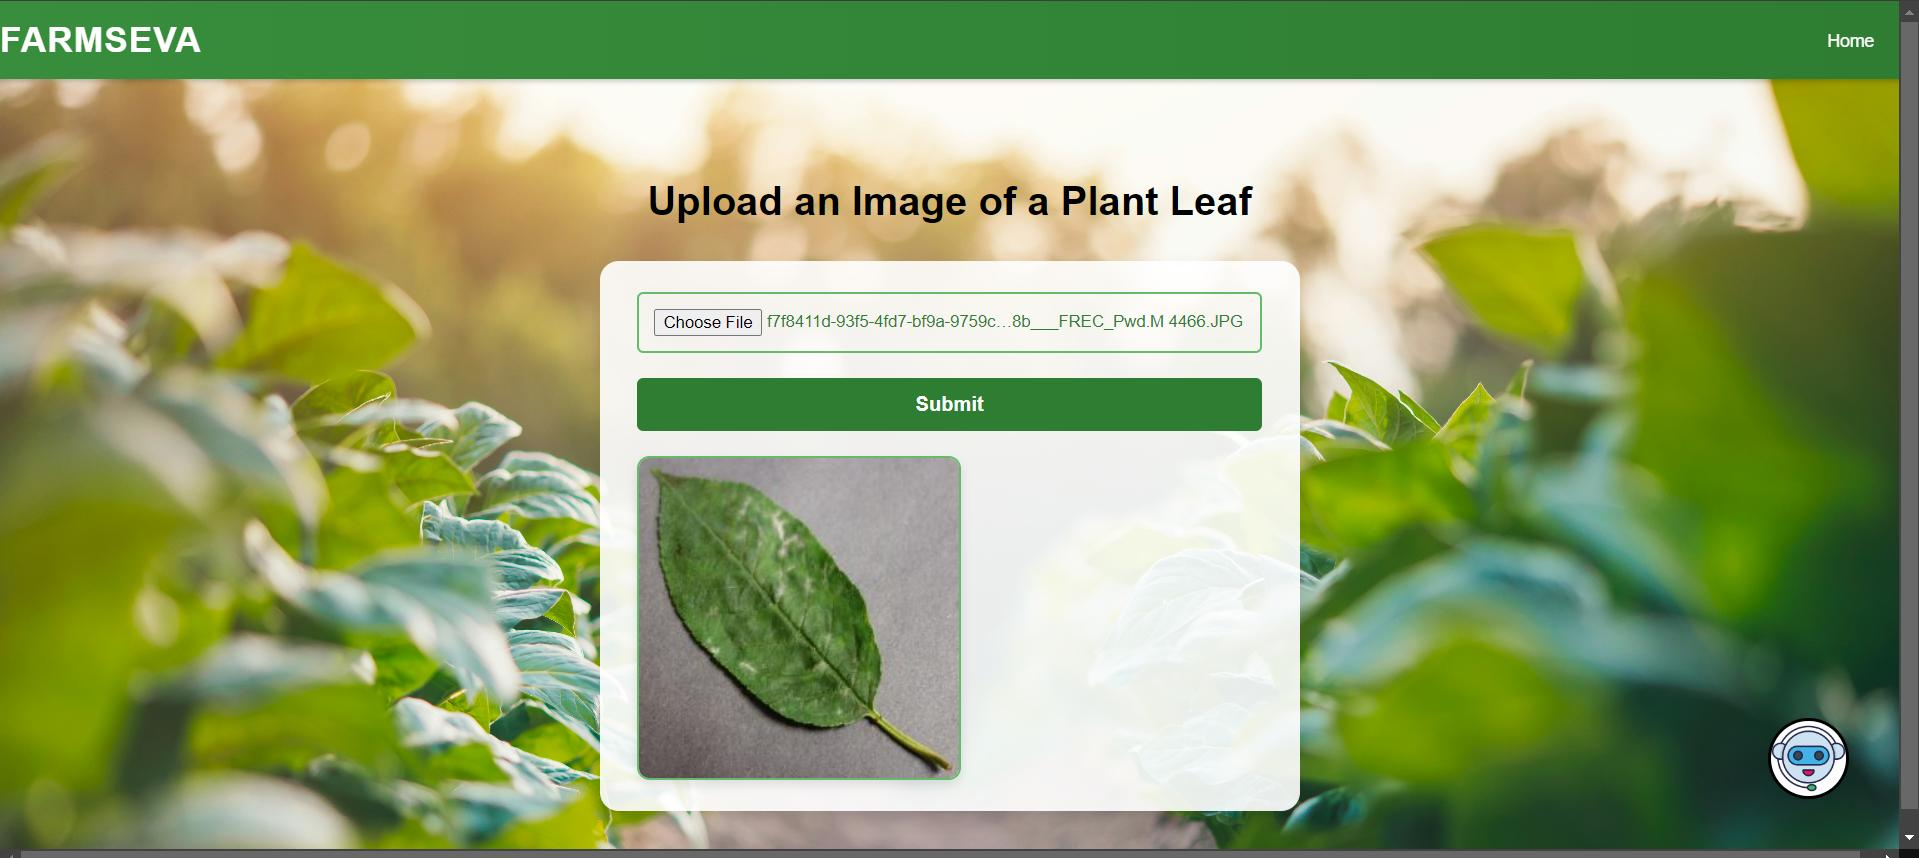 FARMSEVA
Home
Upload an Image of a Plant Leaf
Choose File f7f8411d-93f5-4fd7-bf9a-9759c...8b___FREC_Pwd.M 4466.JPG
Submit